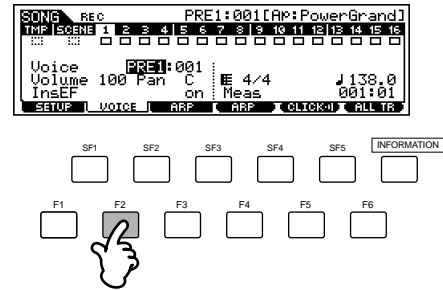 SONG REC PRE1:001[AP:PowerGrand]
TMP SCENE 1 2 3 4 5 6 7 8 9 10 11 12 13 14 15 16
Voice PRE1:001
Volume 100 Pan C 4/4 ♩138.0
InsEF on Meas 001:01
SETUP VOICE ARP ARP CLICK ALL TR
SF1 SF2 SF3 SF4 SF5 INFORMATION
F1 F2 F3 F4 F5 F6